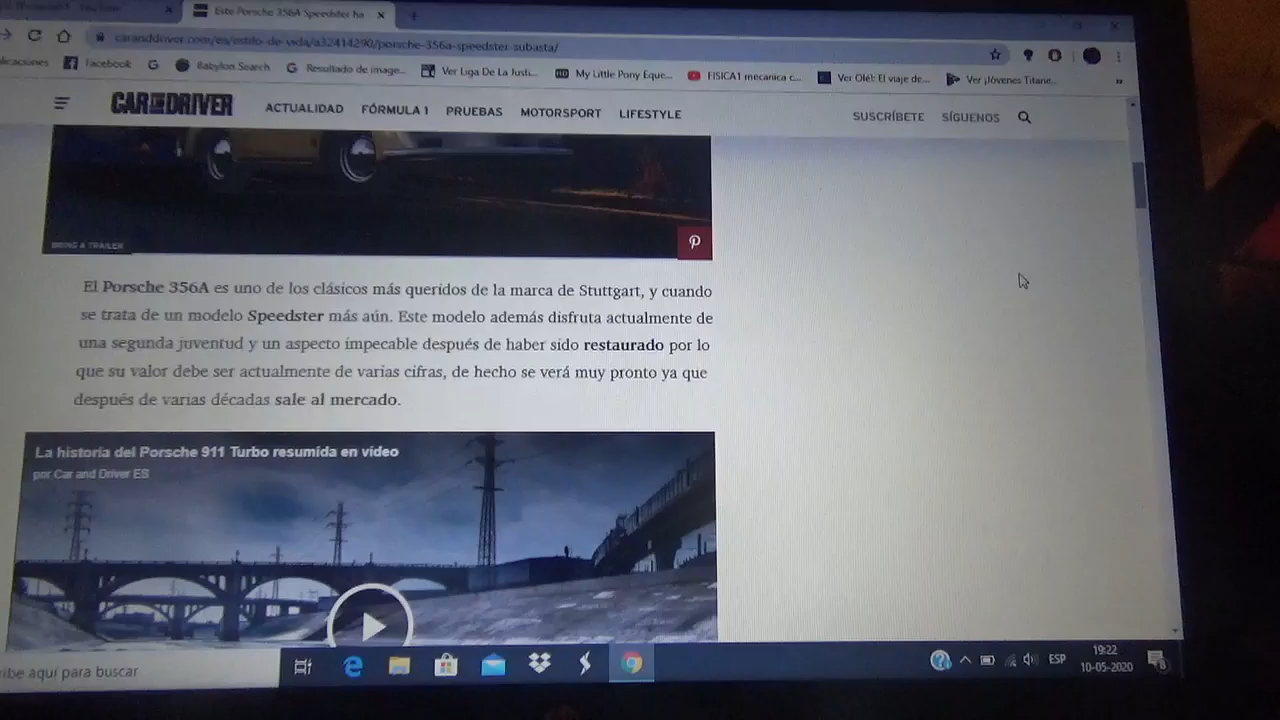 Este Porsche 356A Speedster ha
caranddriver.com/es/estilo-de-vida/a32414290/porsche-356a-speedster-subasta/
Facebook
Babylon Search
Resultado de image...
Ver Liga De La Justi...
My Little Pony Eque...
FISICA1 mecanica c...
Ver Olé!: El viaje de...
Ver ¡Jóvenes Titane...
CAR AND DRIVER
ACTUALIDAD FÓRMULA 1 PRUEBAS MOTORSPORT LIFESTYLE
SUSCRÍBETE SÍGUENOS
BRING A TRAILER
El Porsche 356A es uno de los clásicos más queridos de la marca de Stuttgart, y cuando
se trata de un modelo Speedster más aún. Este modelo además disfruta actualmente de
una segunda juventud y un aspecto impecable después de haber sido restaurado por lo
que su valor debe ser actualmente de varias cifras, de hecho se verá muy pronto ya que
después de varias décadas sale al mercado.
La historia del Porsche 911 Turbo resumida en vídeo
por Car and Driver ES
ribe aquí para buscar
ESP
19:22
10-05-2020